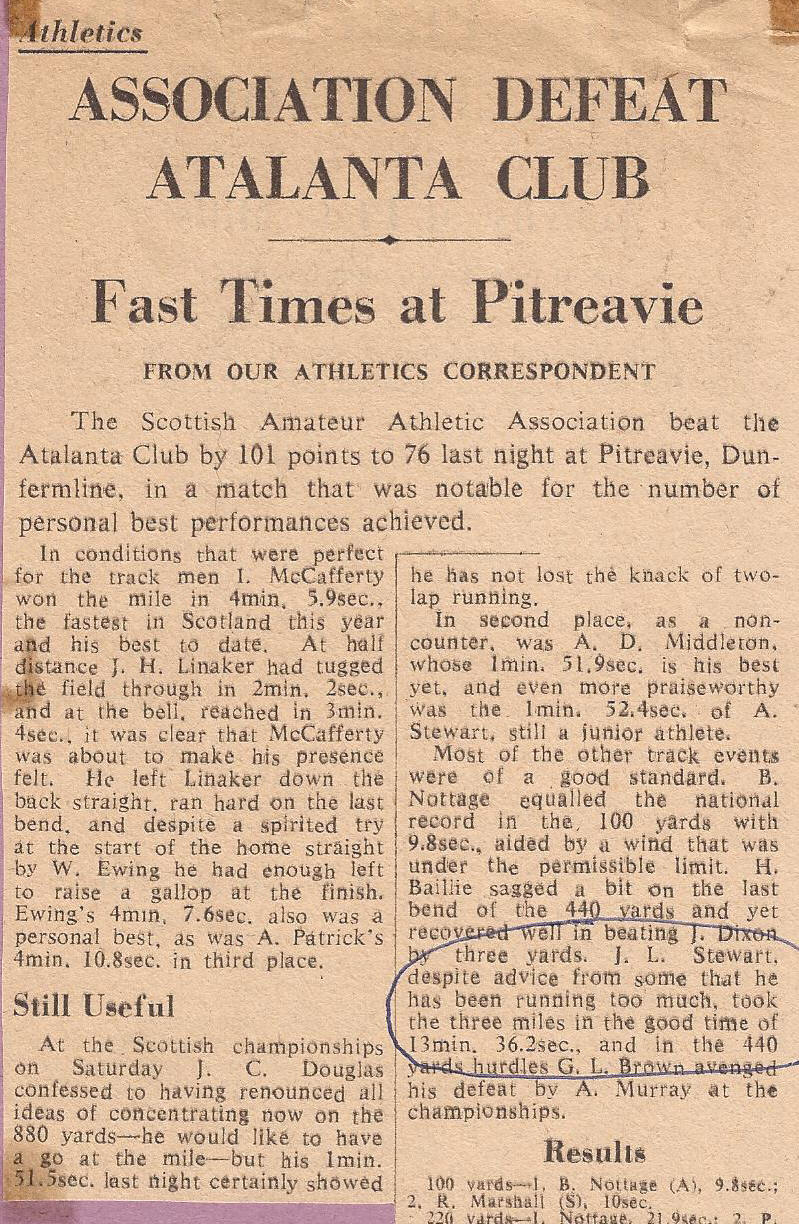 Athletics
ASSOCIATION DEFEAT
ATALANTA CLUB
Fast Times at Pitreavie
FROM OUR ATHLETICS CORRESPONDENT
The Scottish Amateur Athletic Association beat the
Atalanta Club by 101 points to 76 last night at Pitreavie, Dun-
fermline, in a match that was notable for the number of
personal best performances achieved.
In conditions that were perfect
for the track men I. McCafferty
won the mile in 4min. 5.9sec.,
the fastest in Scotland this year
and his best to date. At half
distance J. H. Linaker had tugged
the field through in 2min. 2sec.,
and at the bell, reached in 3min.
4sec., it was clear that McCafferty
was about to make his presence
felt. He left Linaker down the
back straight, ran hard on the last
bend, and despite a spirited try
at the start of the home straight
by W. Ewing he had enough left
to raise a gallop at the finish.
Ewing's 4min. 7.6sec. also was a
personal best, as was A. Patrick's
4min. 10.8sec. in third place.
Still Useful
At the Scottish championships
on Saturday J. C. Douglas
confessed to having renounced all
ideas of concentrating now on the
880 yards—he would like to have
a go at the mile—but his 1min.
51.5sec. last night certainly showed
he has not lost the knack of two-
lap running.
In second place, as a non-
counter, was A. D. Middleton,
whose 1min. 51.9sec. is his best
yet, and even more praiseworthy
was the 1min. 52.4sec. of A.
Stewart, still a junior athlete.
Most of the other track events
were of a good standard. B.
Nottage equalled the national
record in the 100 yards with
9.8sec., aided by a wind that was
under the permissible limit. H.
Baillie sagged a bit on the last
bend of the 440 yards and yet
recovered well in beating J. Dixon
by three yards. J. L. Stewart,
despite advice from some that he
has been running too much, took
the three miles in the good time of
13min. 36.2sec., and in the 440
yards hurdles G. L. Brown avenged
his defeat by A. Murray at the
championships.
Results
100 yards—1, B. Nottage (A), 9.8sec.;
2, R. Marshall (S), 10sec.
220 yards—1, Nottage, 21.9sec.; 2, P.